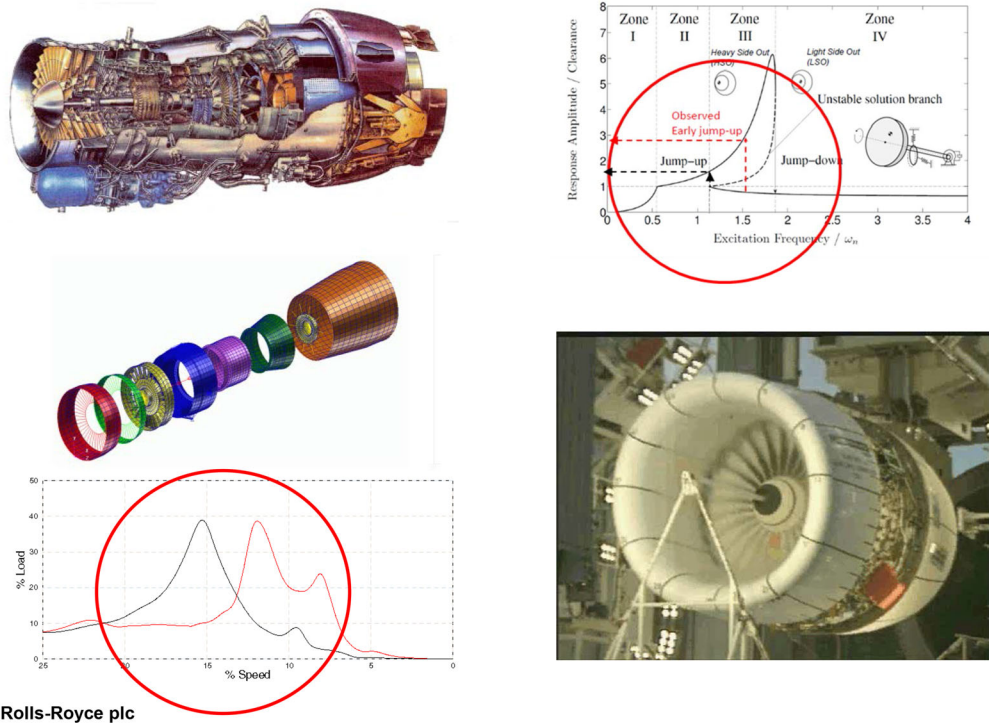 8
7
6
5
4
3
2
1
0
Response Amplitude / Clearance
Zone I
Zone II
Zone III
Zone IV
Heavy Side Out
(HSO)
Light Side Out
(LSO)
Unstable solution branch
Observed
Early jump-up
Jump-up
Jump-down
0 0.5 1 1.5 2 2.5 3 3.5 4
Excitation Frequency / ωn
50
40
30
20
10
0
% Load
25 20 15 10 5 0
% Speed
Rolls-Royce plc